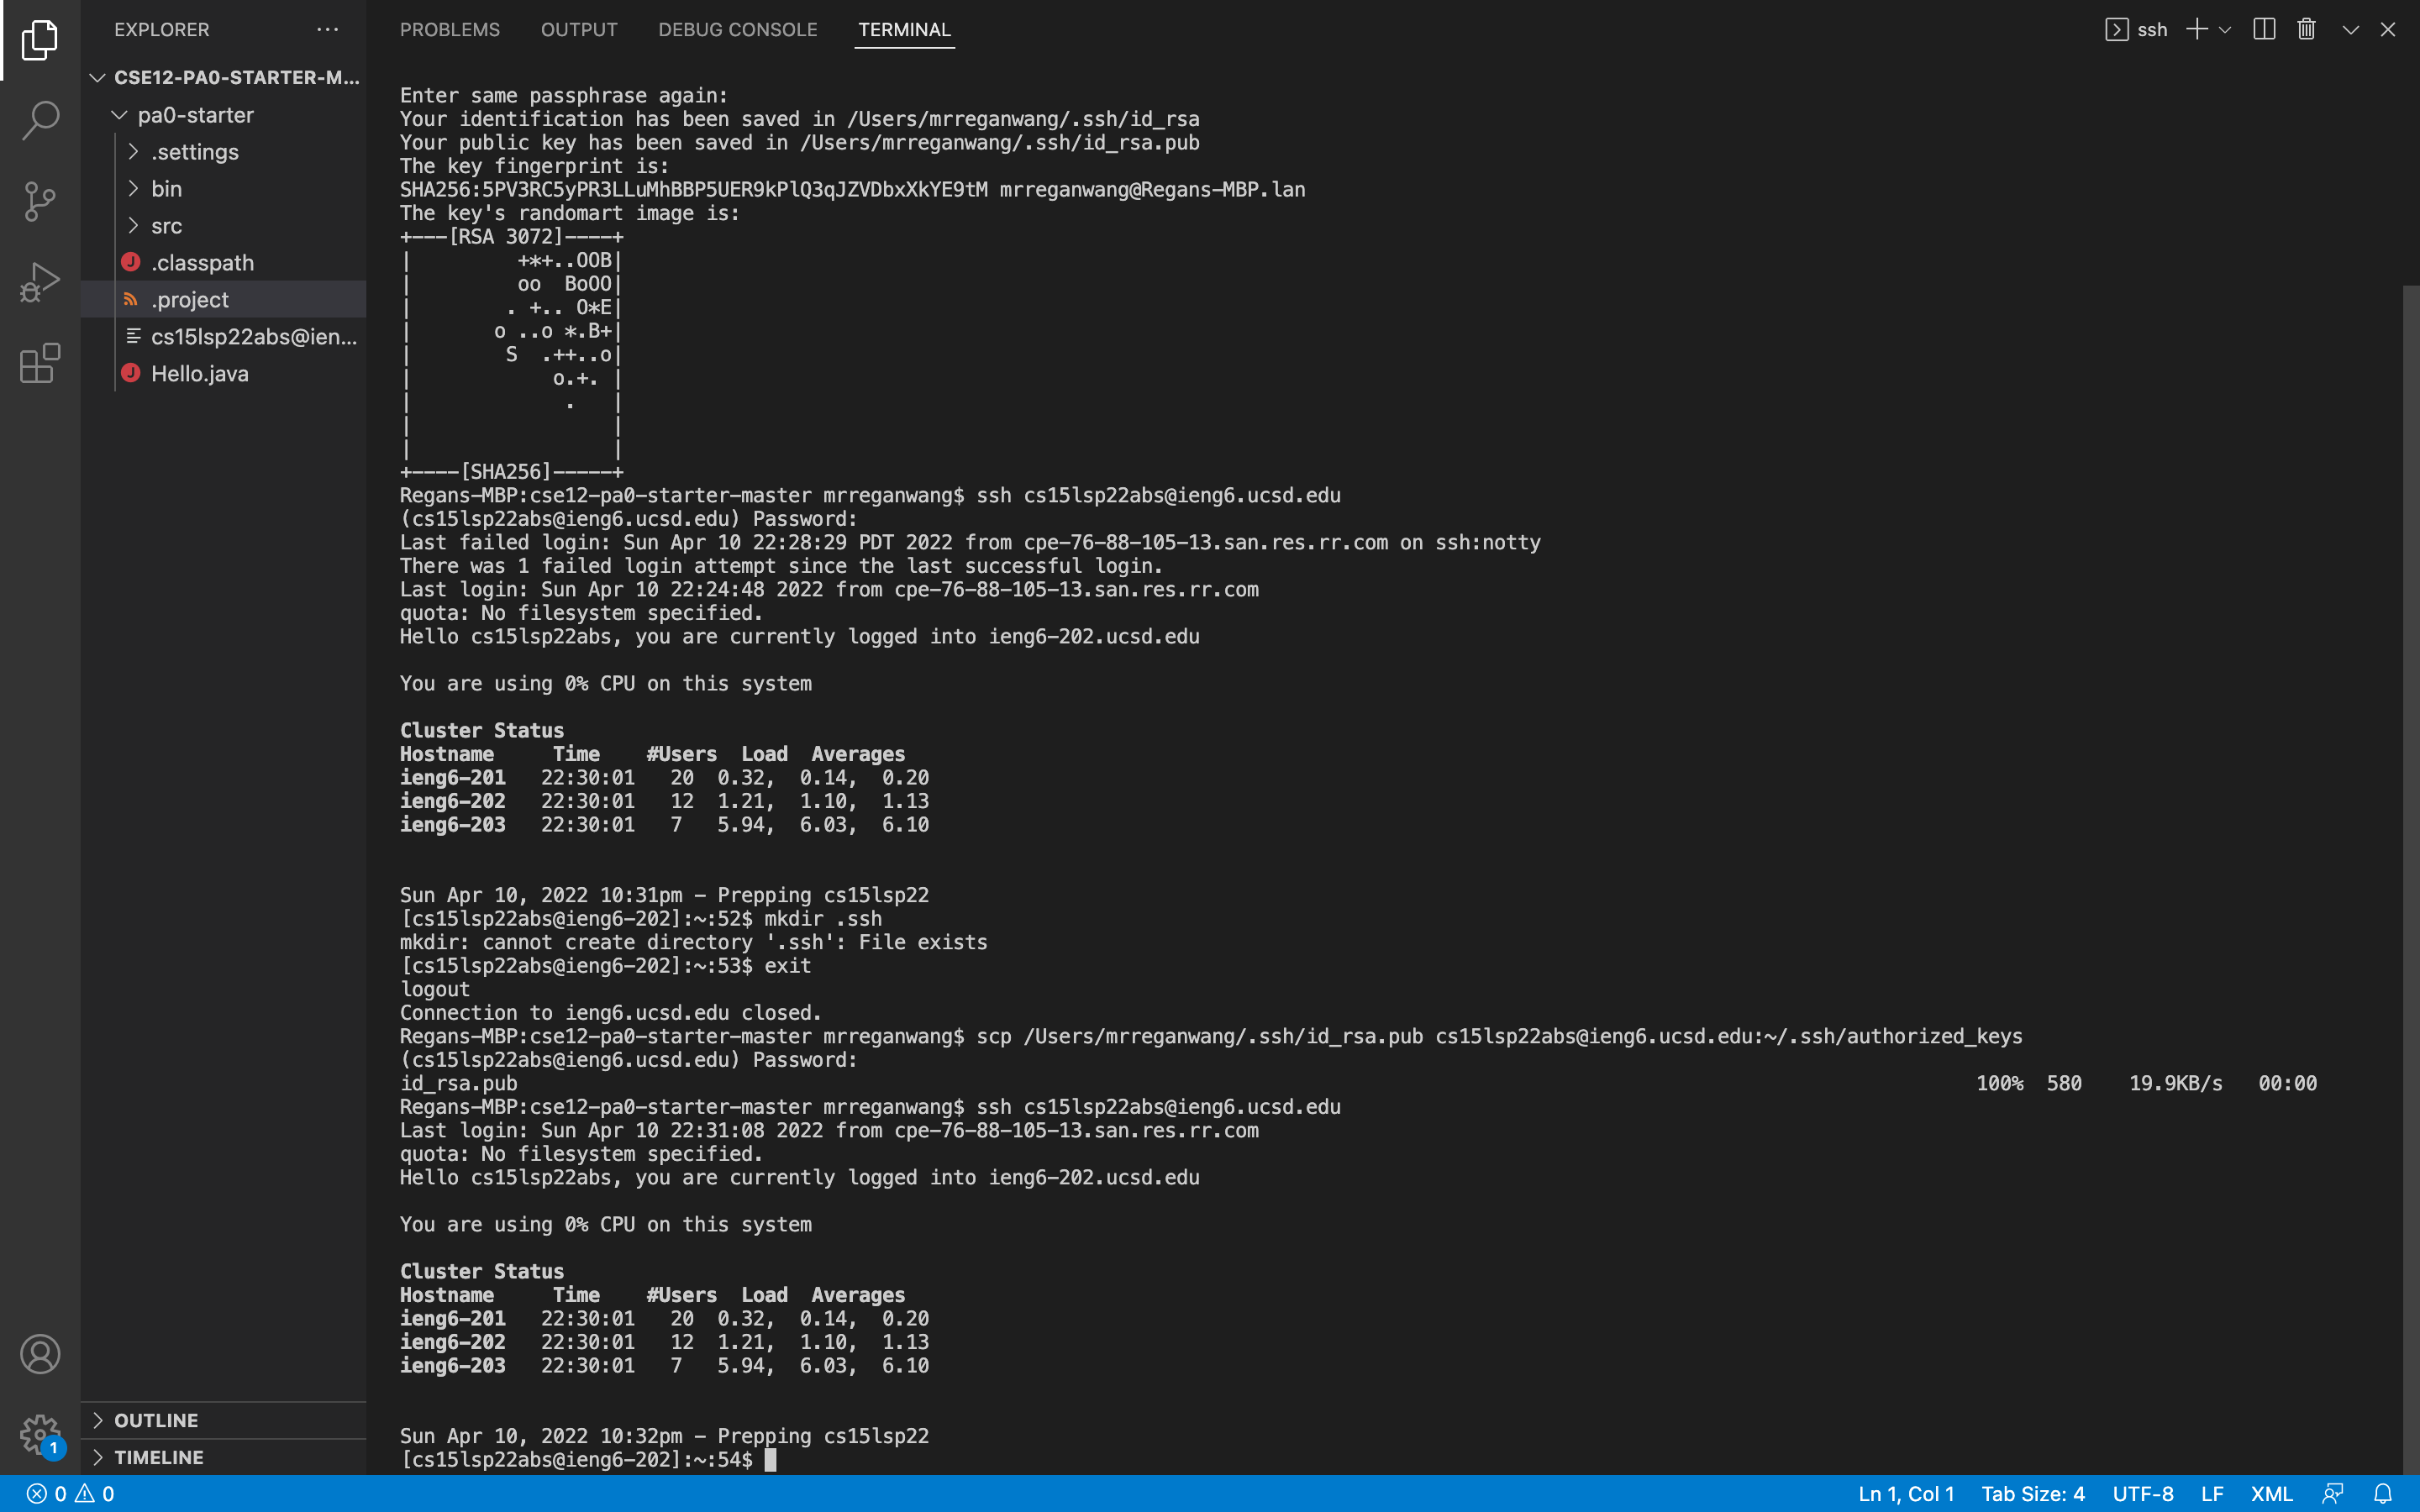 EXPLORER
CSE12-PA0-STARTER-M...
pa0-starter
.settings
bin
src
.classpath
.project
cs15lsp22abs@ien...
Hello.java
OUTLINE
TIMELINE
PROBLEMS OUTPUT DEBUG CONSOLE TERMINAL
ssh
Enter same passphrase again:
Your identification has been saved in /Users/mrreganwang/.ssh/id_rsa
Your public key has been saved in /Users/mrreganwang/.ssh/id_rsa.pub
The key fingerprint is:
SHA256:5PV3RC5yPR3LLuMhBBP5UER9kPlQ3qJZVDbxXkYE9tM mrreganwang@Regans-MBP.lan
The key's randomart image is:
+---[RSA 3072]----+
|         +*+..OOB|
|         oo  BoOO|
|        . +.. O*E|
|       o ..o *.B+|
|        S  .++..o|
|            o.+. |
|             .   |
|                 |
|                 |
+----[SHA256]-----+
Regans-MBP:cse12-pa0-starter-master mrreganwang$ ssh cs15lsp22abs@ieng6.ucsd.edu
(cs15lsp22abs@ieng6.ucsd.edu) Password:
Last failed login: Sun Apr 10 22:28:29 PDT 2022 from cpe-76-88-105-13.san.res.rr.com on ssh:notty
There was 1 failed login attempt since the last successful login.
Last login: Sun Apr 10 22:24:48 2022 from cpe-76-88-105-13.san.res.rr.com
quota: No filesystem specified.
Hello cs15lsp22abs, you are currently logged into ieng6-202.ucsd.edu
You are using 0% CPU on this system
Cluster Status
Hostname     Time    #Users  Load  Averages
ieng6-201   22:30:01   20  0.32,  0.14,  0.20
ieng6-202   22:30:01   12  1.21,  1.10,  1.13
ieng6-203   22:30:01   7   5.94,  6.03,  6.10
Sun Apr 10, 2022 10:31pm - Prepping cs15lsp22
[cs15lsp22abs@ieng6-202]:~:52$ mkdir .ssh
mkdir: cannot create directory '.ssh': File exists
[cs15lsp22abs@ieng6-202]:~:53$ exit
logout
Connection to ieng6.ucsd.edu closed.
Regans-MBP:cse12-pa0-starter-master mrreganwang$ scp /Users/mrreganwang/.ssh/id_rsa.pub cs15lsp22abs@ieng6.ucsd.edu:~/.ssh/authorized_keys
(cs15lsp22abs@ieng6.ucsd.edu) Password:
id_rsa.pub 100% 580 19.9KB/s 00:00
Regans-MBP:cse12-pa0-starter-master mrreganwang$ ssh cs15lsp22abs@ieng6.ucsd.edu
Last login: Sun Apr 10 22:31:08 2022 from cpe-76-88-105-13.san.res.rr.com
quota: No filesystem specified.
Hello cs15lsp22abs, you are currently logged into ieng6-202.ucsd.edu
You are using 0% CPU on this system
Cluster Status
Hostname     Time    #Users  Load  Averages
ieng6-201   22:30:01   20  0.32,  0.14,  0.20
ieng6-202   22:30:01   12  1.21,  1.10,  1.13
ieng6-203   22:30:01   7   5.94,  6.03,  6.10
Sun Apr 10, 2022 10:32pm - Prepping cs15lsp22
[cs15lsp22abs@ieng6-202]:~:54$
1
0 0 Ln 1, Col 1 Tab Size: 4 UTF-8 LF XML